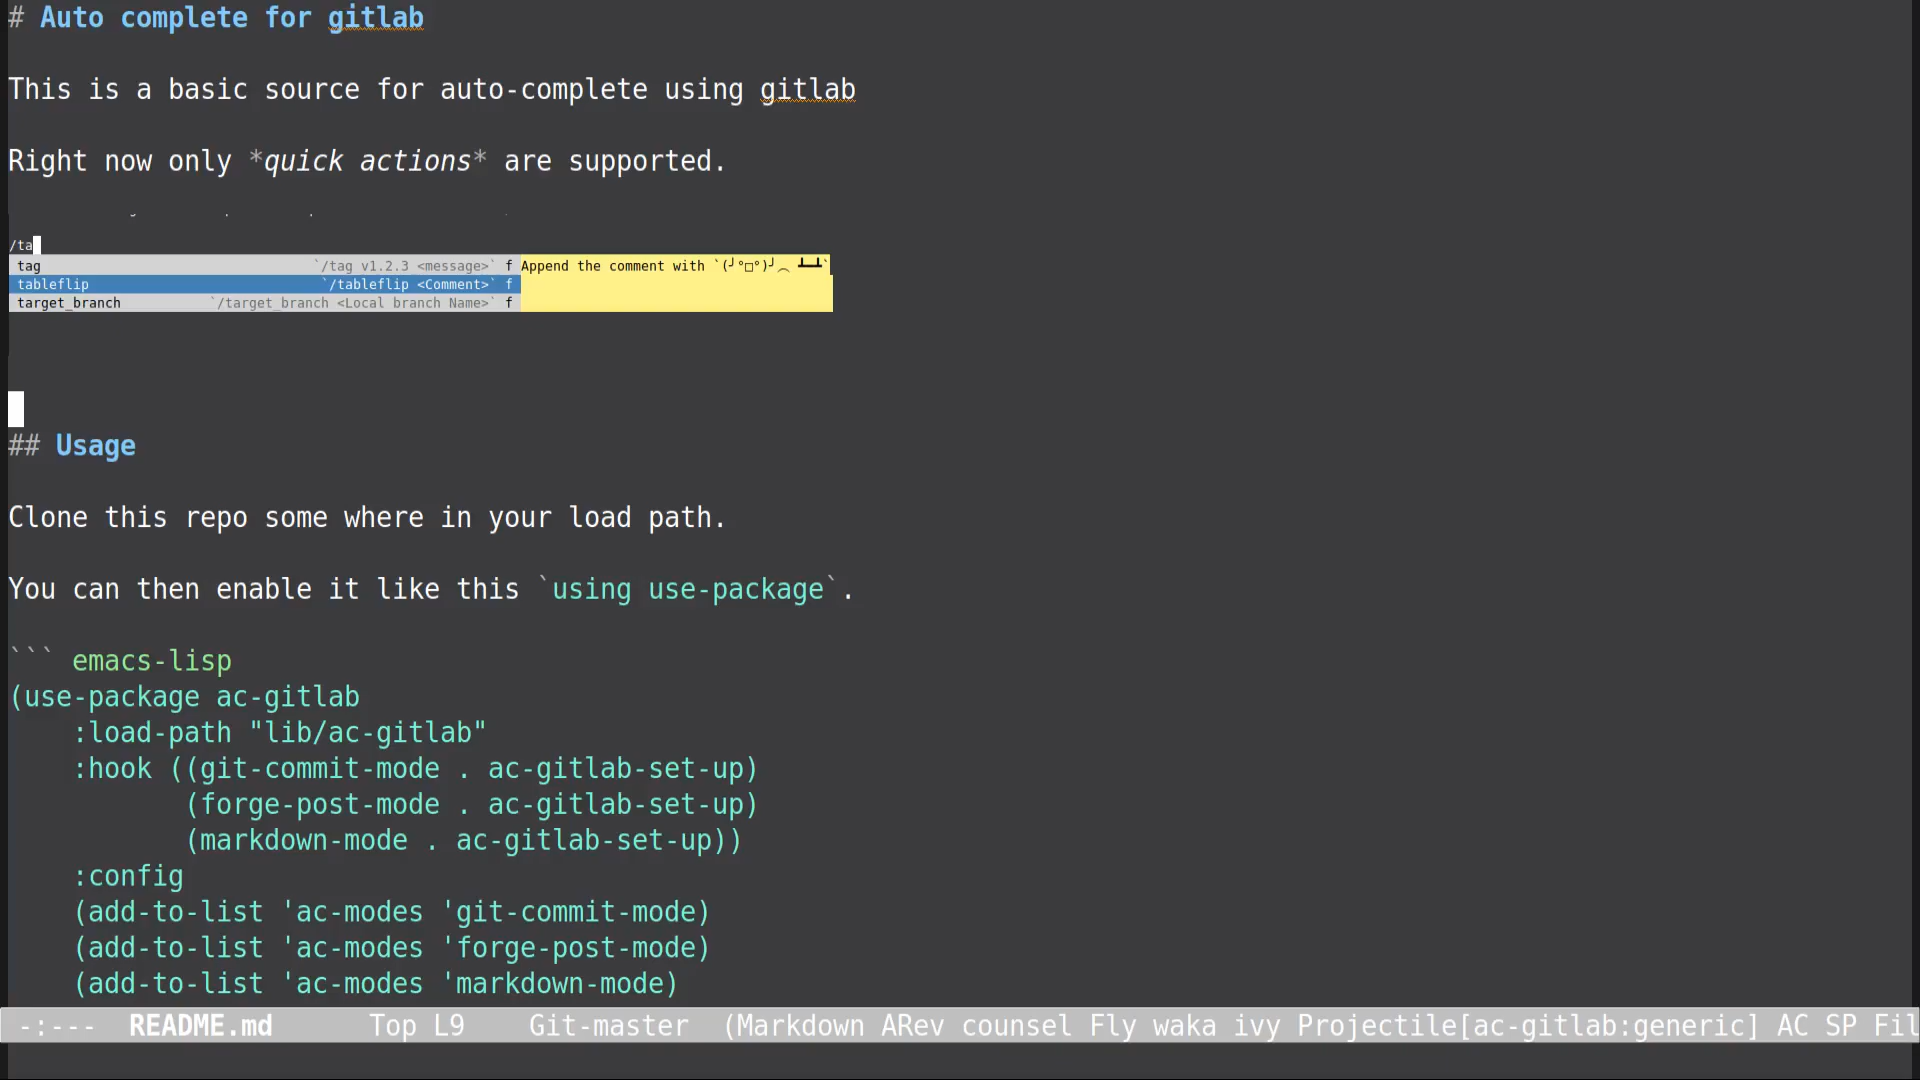 # Auto complete for gitlab
This is a basic source for auto-complete using gitlab
Right now only *quick actions* are supported.
/ta
tag `/tag v1.2.3 <message>` f Append the comment with `(╯°□°)╯︵ ┻━┻`
tableflip `/tableflip <Comment>` f
target_branch `/target_branch <Local branch Name>` f
## Usage
Clone this repo some where in your load path.
You can then enable it like this `using use-package`.
``` emacs-lisp
(use-package ac-gitlab
:load-path "lib/ac-gitlab"
:hook ((git-commit-mode . ac-gitlab-set-up)
(forge-post-mode . ac-gitlab-set-up)
(markdown-mode . ac-gitlab-set-up))
:config
(add-to-list 'ac-modes 'git-commit-mode)
(add-to-list 'ac-modes 'forge-post-mode)
(add-to-list 'ac-modes 'markdown-mode)
-:--- README.md Top L9 Git-master (Markdown ARev counsel Fly waka ivy Projectile[ac-gitlab:generic] AC SP Fil